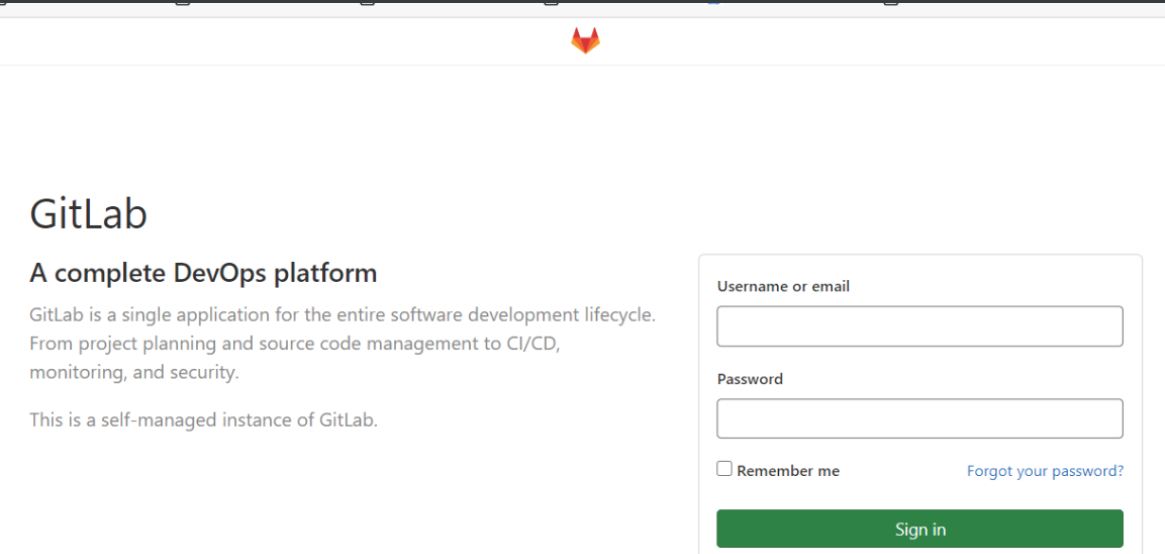 GitLab
A complete DevOps platform
GitLab is a single application for the entire software development lifecycle.
From project planning and source code management to CI/CD,
monitoring, and security.
This is a self-managed instance of GitLab.
Username or email
Password
Remember me
Forgot your password?
Sign in